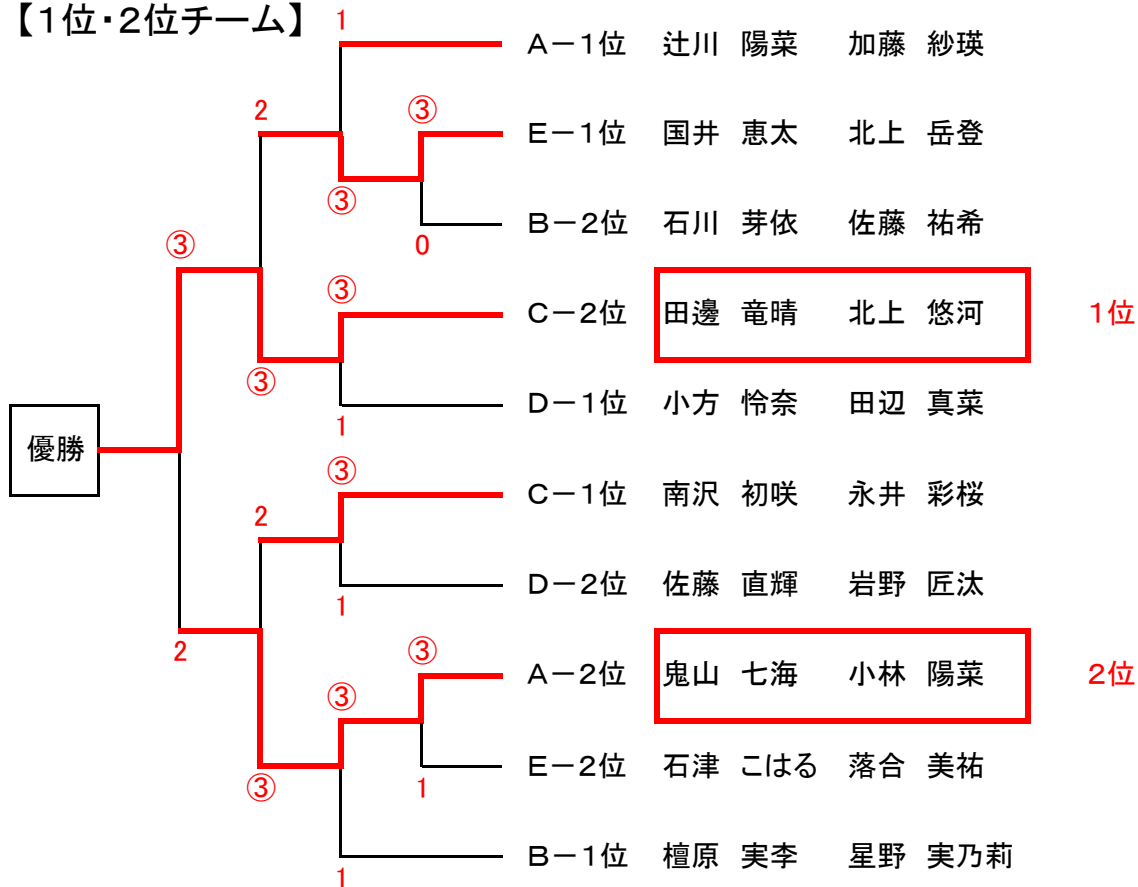 【1位・2位チーム】
1
A－1位 辻川 陽菜 加藤 紗瑛
2
③
E－1位 国井 恵太 北上 岳登
③
B－2位 石川 芽依 佐藤 祐希
③
0
③
C－2位 田邊 竜晴 北上 悠河 1位
③
D－1位 小方 怜奈 田辺 真菜
1
優勝
③
C－1位 南沢 初咲 永井 彩桜
2
D－2位 佐藤 直輝 岩野 匠汰
1
2
③
A－2位 鬼山 七海 小林 陽菜 2位
③
E－2位 石津 こはる 落合 美祐
③
1
B－1位 檀原 実李 星野 実乃莉
1